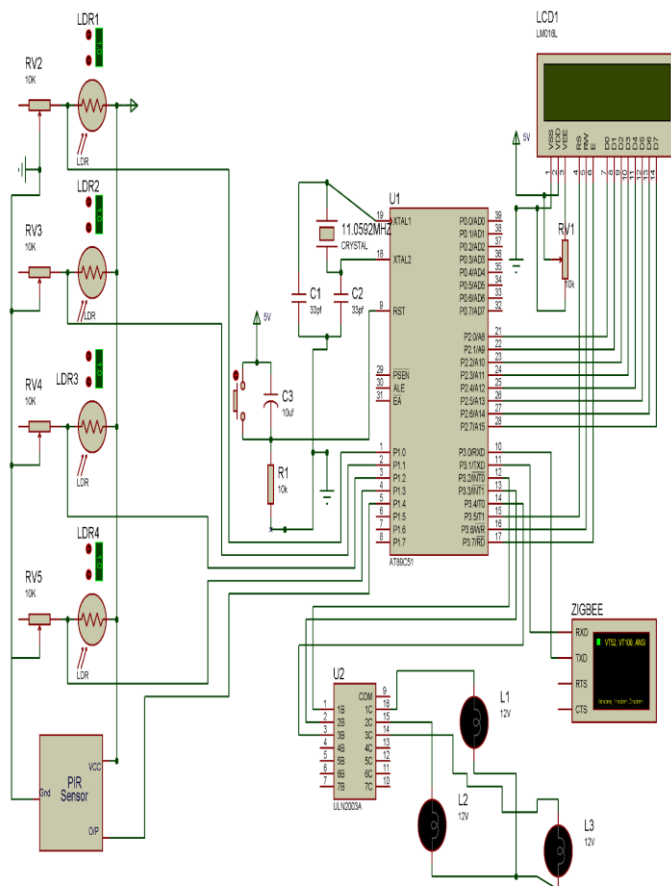 LDR1
1.0
RV2
10K
LDR
LDR2
1.0
RV3
10K
LDR
LDR3
1.0
RV4
10K
LDR
LDR4
1.0
RV5
10K
LDR
PIR
Sensor
VCC
Gnd
O/P
LCD1
LM016L
VSS
VDD
VEE
RS
RW
E
D0
D1
D2
D3
D4
D5
D6
D7
1
2
3
4
5
6
7
8
9
10
11
12
13
14
5V
RV1
10k
U1
19 XTAL1
18 XTAL2
9 RST
29 PSEN
30 ALE
31 EA
1 P1.0
2 P1.1
3 P1.2
4 P1.3
5 P1.4
6 P1.5
7 P1.6
8 P1.7
P0.0/AD0 39
P0.1/AD1 38
P0.2/AD2 37
P0.3/AD3 36
P0.4/AD4 35
P0.5/AD5 34
P0.6/AD6 33
P0.7/AD7 32
P2.0/A8 21
P2.1/A9 22
P2.2/A10 23
P2.3/A11 24
P2.4/A12 25
P2.5/A13 26
P2.6/A14 27
P2.7/A15 28
P3.0/RXD 10
P3.1/TXD 11
P3.2/INT0 12
P3.3/INT1 13
P3.4/T0 14
P3.5/T1 15
P3.6/WR 16
P3.7/RD 17
AT89C51
11.0592MHZ
CRYSTAL
C1
33pf
C2
33pf
5V
C3
10uf
R1
10k
ZIGBEE
RXD
TXD
RTS
CTS
VT52, VT100, ANSI
U2
1 1B
2 2B
3 3B
4 4B
5 5B
6 6B
7 7B
COM 9
1C 16
2C 15
3C 14
4C 13
5C 12
6C 11
7C 10
ULN2003A
L1
12V
L2
12V
L3
12V